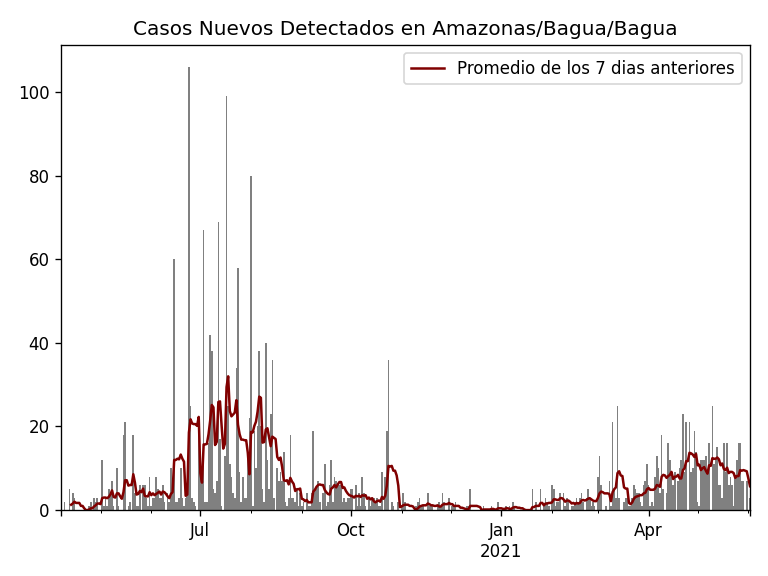 Casos Nuevos Detectados en Amazonas/Bagua/Bagua
Promedio de los 7 dias anteriores
100
80
60
40
20
0
Jul
Oct
Jan
Apr
2021